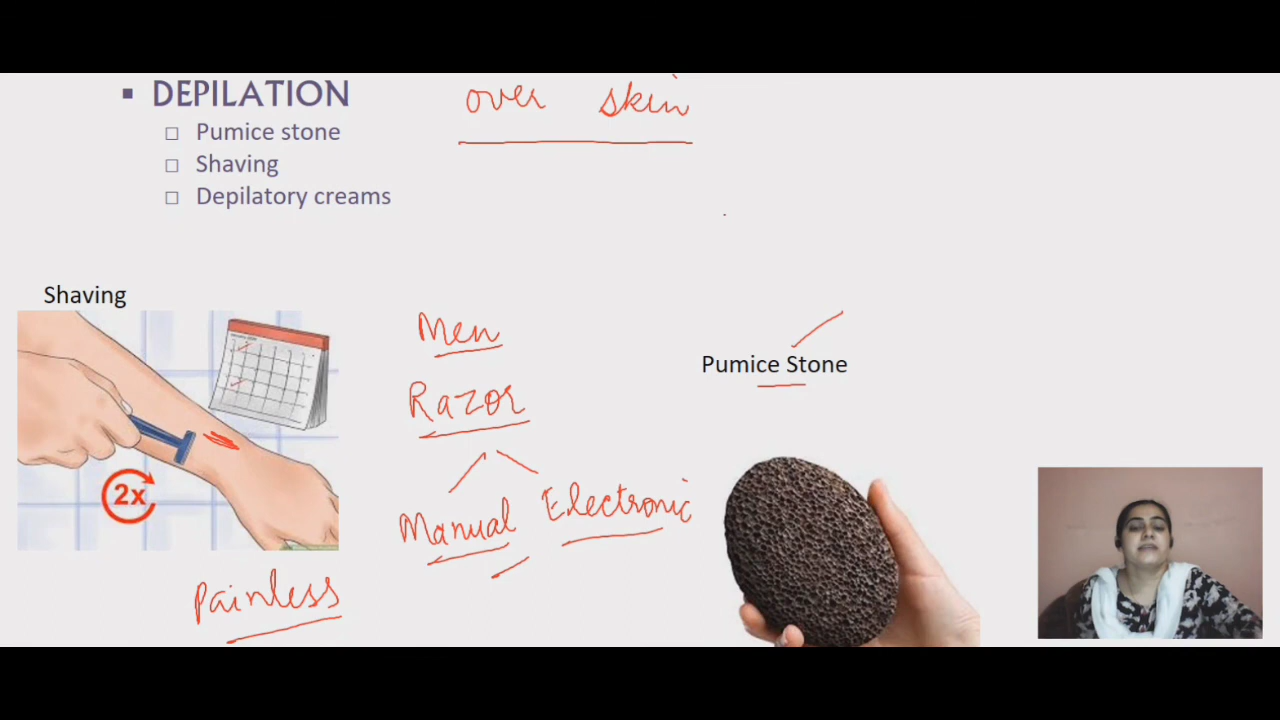 ▪ DEPILATION
over skin
□ Pumice stone
□ Shaving
□ Depilatory creams
Shaving
Men
Razor
Pumice Stone
2x
Manual Electronic
Painless